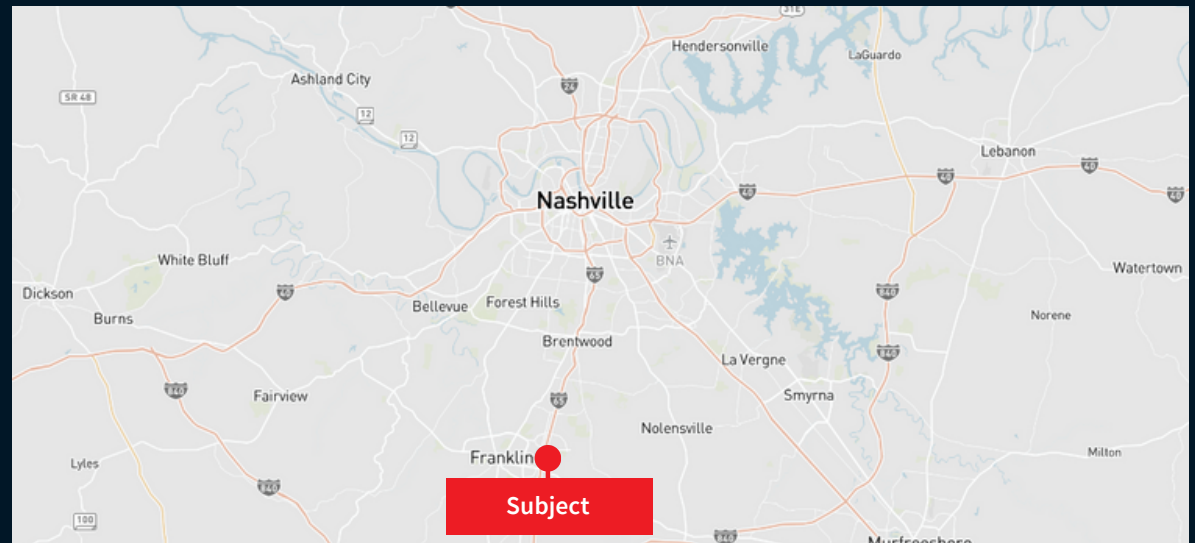 31E
Hendersonville
LaGuardo
Ashland City
24
SR 48
12
12
Lebanon
40
40
40
40
Nashville
BNA
White Bluff
65
Watertown
Dickson
40
Bellevue
Forest Hills
840
Burns
Norene
Brentwood
840
La Vergne
840
Fairview
65
Smyrna
Nolensville
Franklin
Lyles
Milton
840
Subject
100
840
Murfreesboro